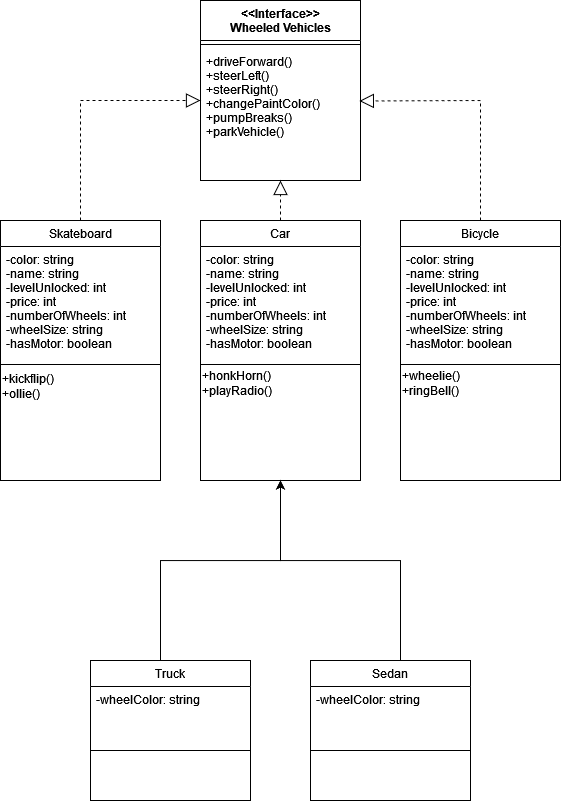 <<Interface>>
Wheeled Vehicles
+driveForward()
+steerLeft()
+steerRight()
+changePaintColor()
+pumpBreaks()
+parkVehicle()
Skateboard
-color: string
-name: string
-levelUnlocked: int
-price: int
-numberOfWheels: int
-wheelSize: string
-hasMotor: boolean
+kickflip()
+ollie()
Car
-color: string
-name: string
-levelUnlocked: int
-price: int
-numberOfWheels: int
-wheelSize: string
-hasMotor: boolean
+honkHorn()
+playRadio()
Bicycle
-color: string
-name: string
-levelUnlocked: int
-price: int
-numberOfWheels: int
-wheelSize: string
-hasMotor: boolean
+wheelie()
+ringBell()
Truck
-wheelColor: string
Sedan
-wheelColor: string